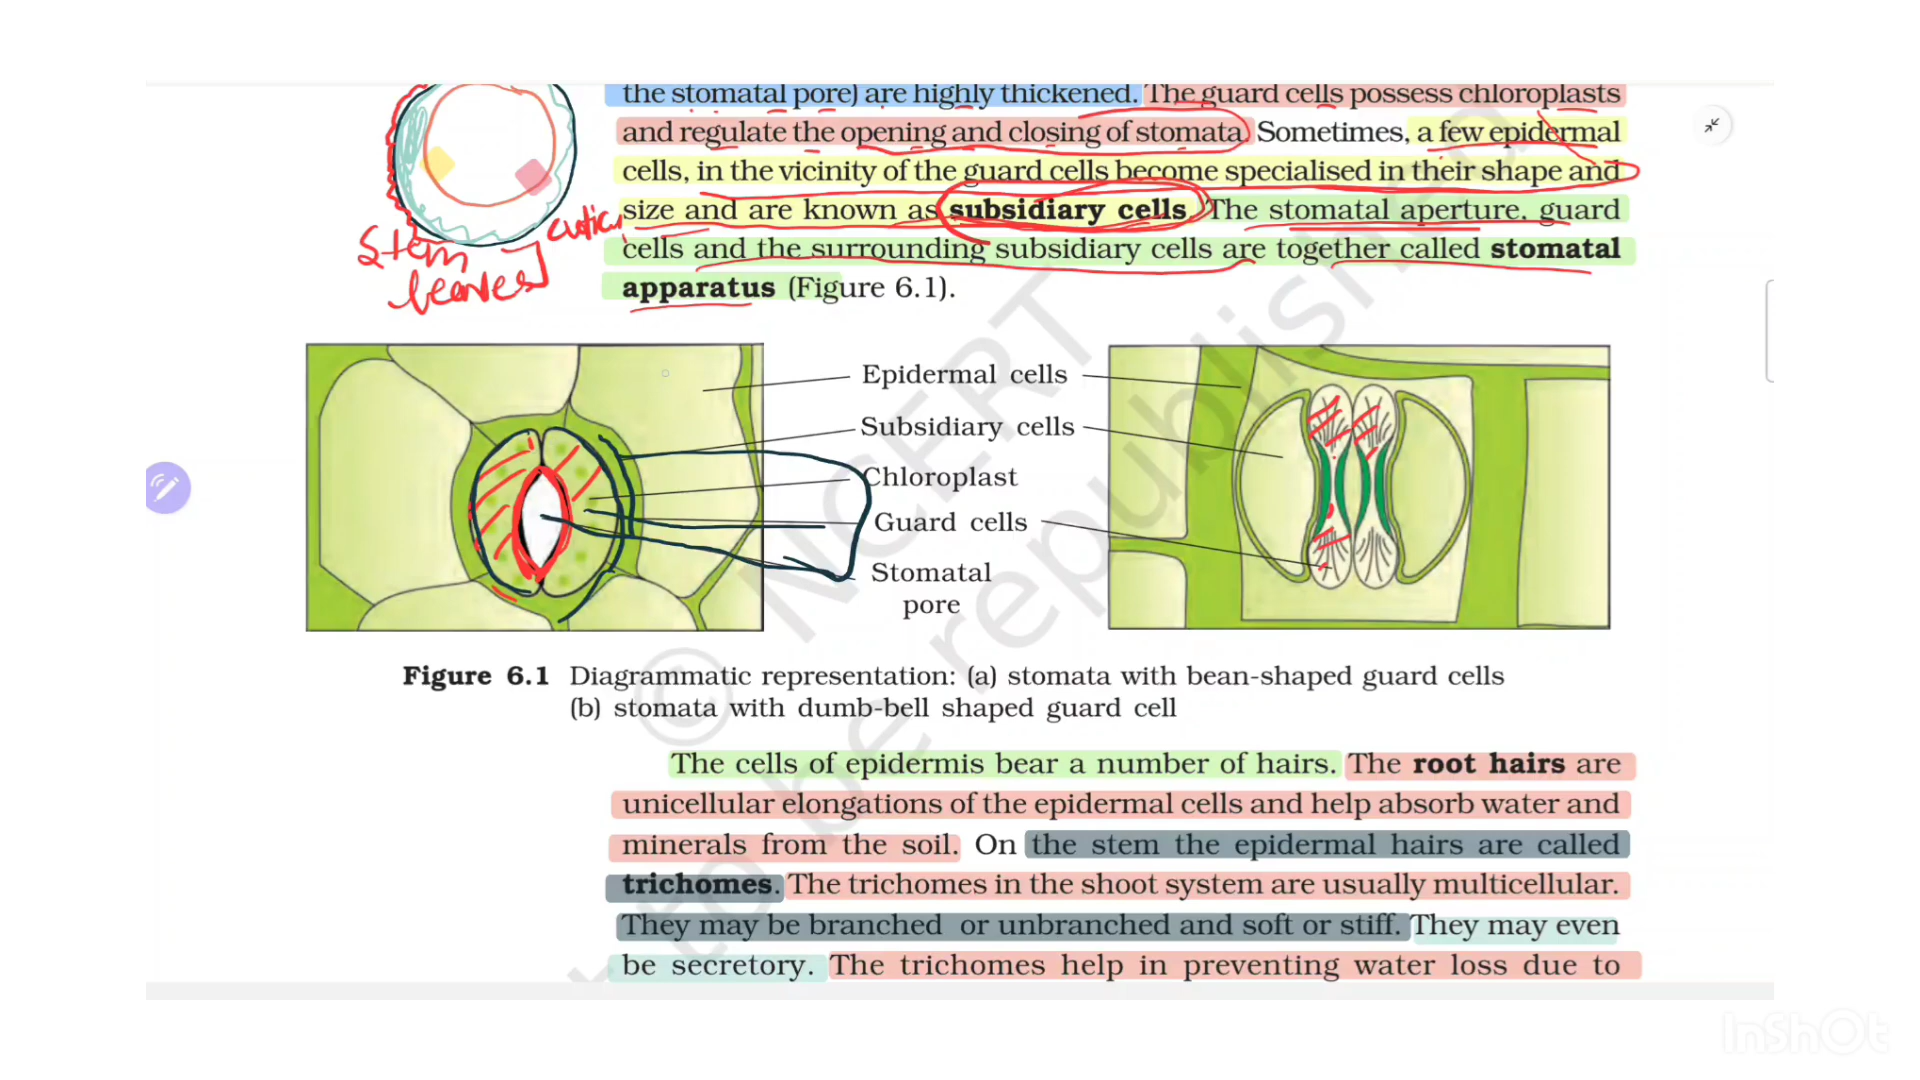 the stomatal pore) are highly thickened. The guard cells possess chloroplasts
and regulate the opening and closing of stomata. Sometimes, a few epidermal
cells, in the vicinity of the guard cells become specialised in their shape and
size and are known as subsidiary cells. The stomatal aperture, guard
cells and the surrounding subsidiary cells are together called stomatal
apparatus (Figure 6.1).
Stem
leaves
Epidermal cells
Subsidiary cells
Chloroplast
Guard cells
Stomatal
pore
Figure 6.1 Diagrammatic representation: (a) stomata with bean-shaped guard cells
(b) stomata with dumb-bell shaped guard cell
The cells of epidermis bear a number of hairs. The root hairs are
unicellular elongations of the epidermal cells and help absorb water and
minerals from the soil. On the stem the epidermal hairs are called
trichomes. The trichomes in the shoot system are usually multicellular.
They may be branched or unbranched and soft or stiff. They may even
be secretory. The trichomes help in preventing water loss due to
© NCERT
to be republished
InShOt